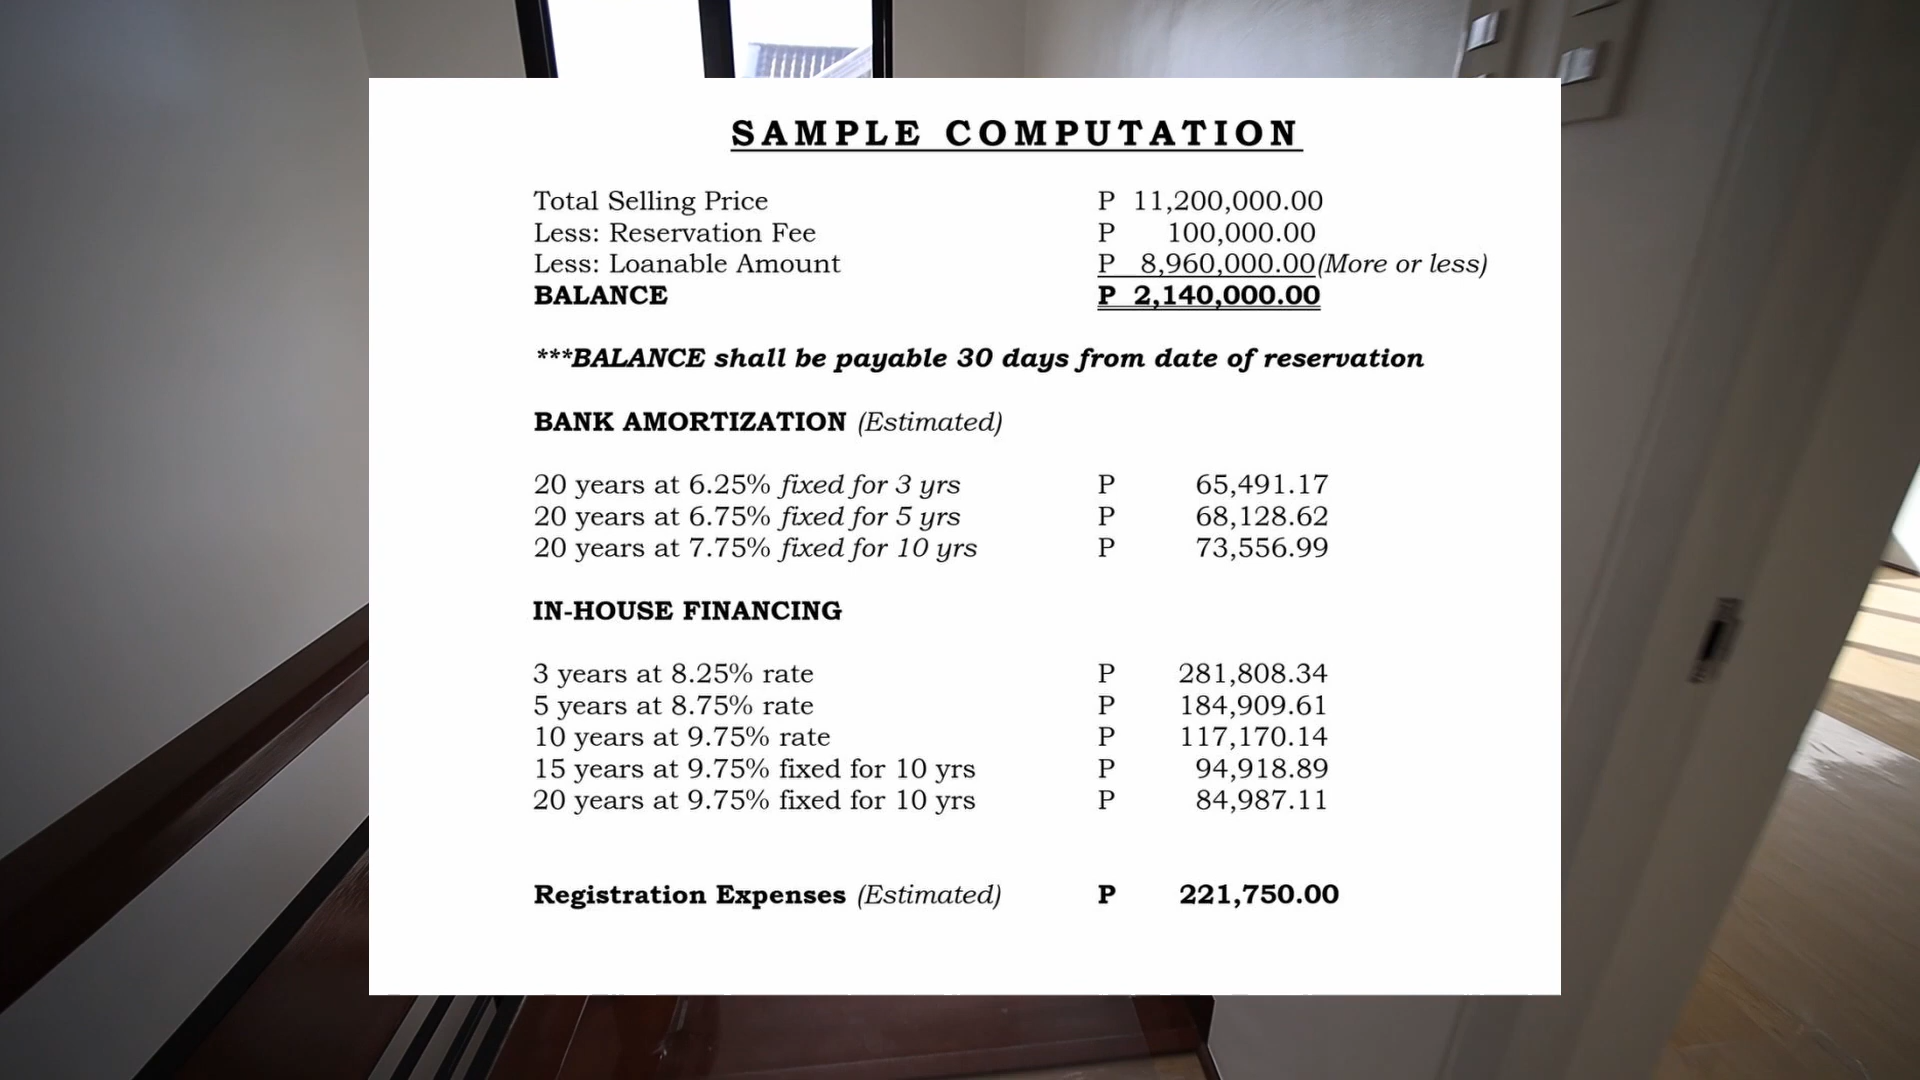 SAMPLE COMPUTATION
Total Selling Price P 11,200,000.00
Less: Reservation Fee P 100,000.00
Less: Loanable Amount P 8,960,000.00(More or less)
BALANCE P 2,140,000.00
***BALANCE shall be payable 30 days from date of reservation
BANK AMORTIZATION (Estimated)
20 years at 6.25% fixed for 3 yrs P 65,491.17
20 years at 6.75% fixed for 5 yrs P 68,128.62
20 years at 7.75% fixed for 10 yrs P 73,556.99
IN-HOUSE FINANCING
3 years at 8.25% rate P 281,808.34
5 years at 8.75% rate P 184,909.61
10 years at 9.75% rate P 117,170.14
15 years at 9.75% fixed for 10 yrs P 94,918.89
20 years at 9.75% fixed for 10 yrs P 84,987.11
Registration Expenses (Estimated) P 221,750.00